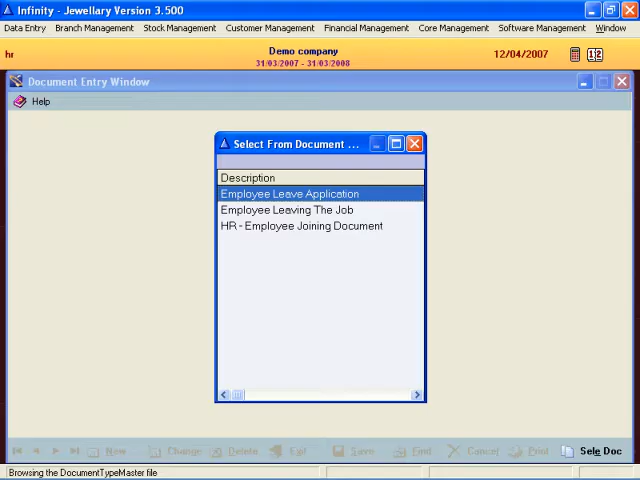 Infinity - Jewellary Version 3.500
Data Entry Branch Management Stock Management Customer Management Financial Management Core Management Software Management Window
hr Demo company 12/04/2007
31/03/2007 - 31/03/2008
Document Entry Window
Help
Select From Document ...
Description
Employee Leave Application
Employee Leaving The Job
HR - Employee Joining Document
New Change Delete Exit Save Find Cancel Print Sele Doc
Browsing the DocumentTypeMaster file